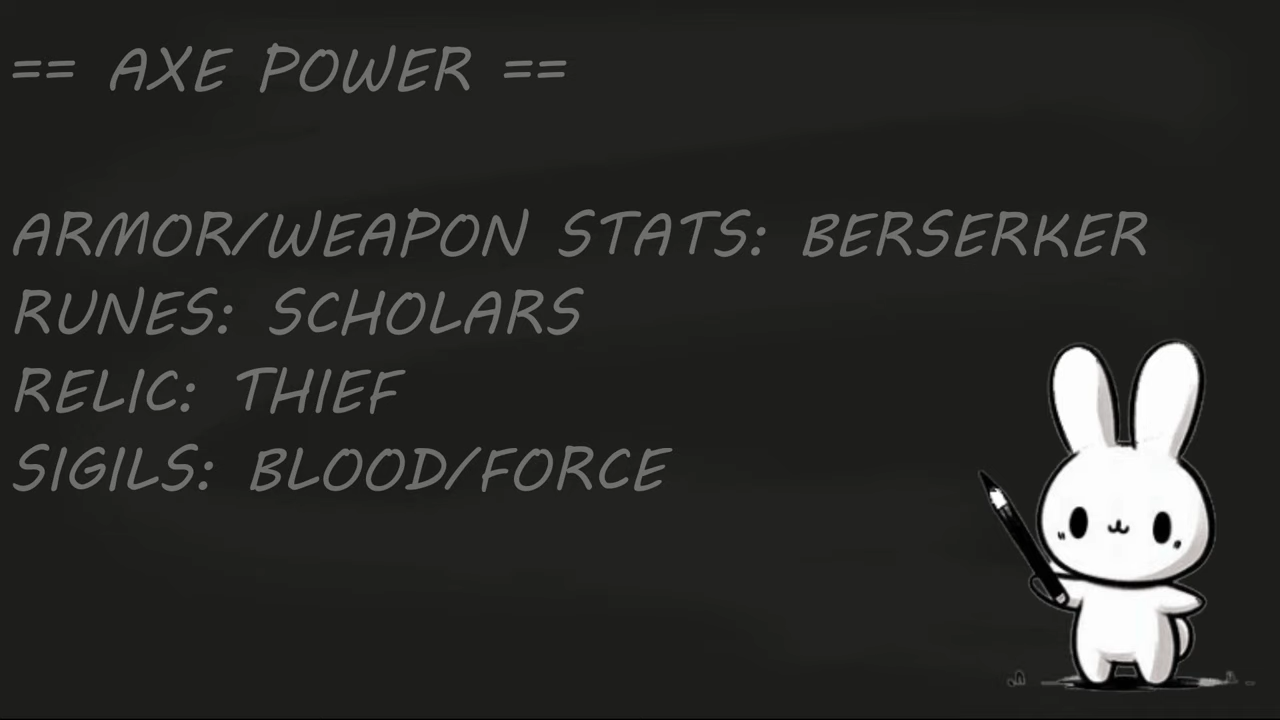 == AXE POWER ==
ARMOR/WEAPON STATS: BERSERKER
RUNES: SCHOLARS
RELIC: THIEF
SIGILS: BLOOD/FORCE